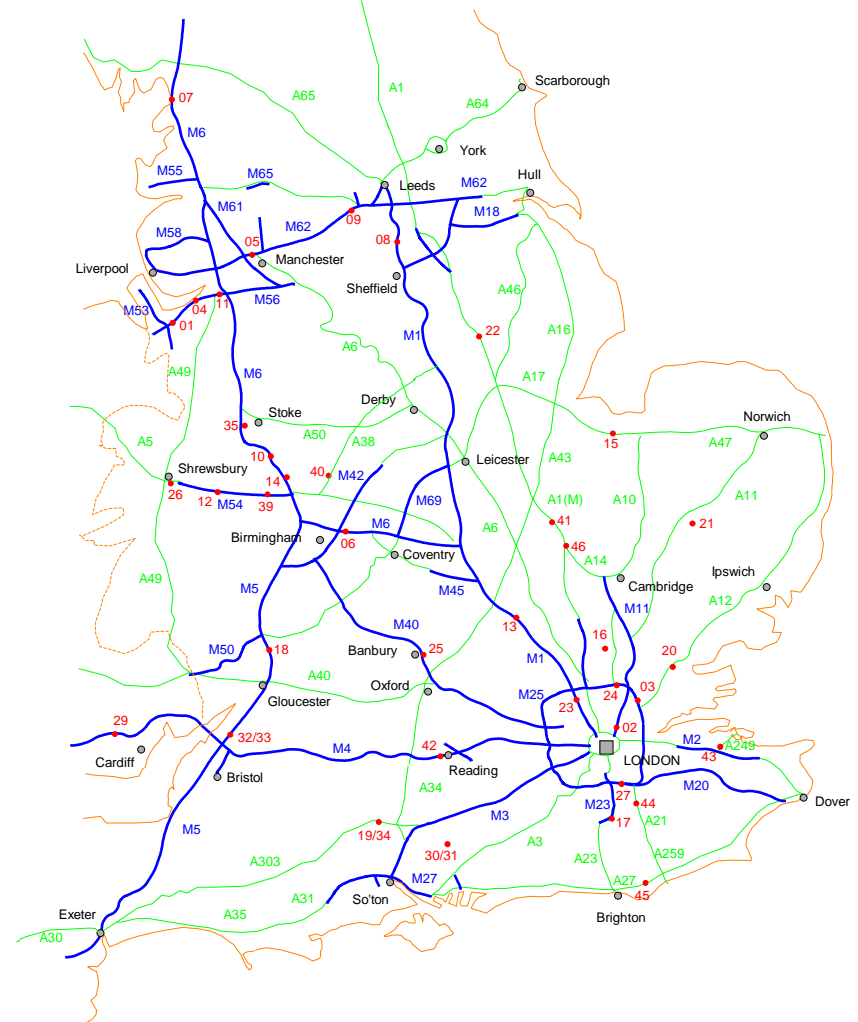 Scarborough
A65
A1
07
A64
M6
York
M55
M65
Hull
Leeds
M62
M61
M18
09
M62
M58
05
08
Manchester
Liverpool
Sheffield
A46
M56
M53
04
11
01
A16
22
M1
A6
A49
M6
A17
Derby
Stoke
35
A50
A38
A5
15
A47
Norwich
10
A43
Shrewsbury
14
40
M42
Leicester
26
12
M54
39
M69
A1(M)
A10
A11
41
21
M6
A6
Birmingham
06
46
Coventry
A14
Cambridge
Ipswich
A49
M5
M45
A12
M11
M40
13
16
M50
18
Banbury
25
M1
20
A40
Oxford
M25
24
03
Gloucester
23
29
32/33
02
M4
42
M2
A249
Cardiff
LONDON
43
Reading
Bristol
A34
M20
27
Dover
M3
M23
44
M5
19/34
17
A21
A3
30/31
A303
A23
A259
M27
A27
A31
So'ton
45
Exeter
A35
Brighton
A30